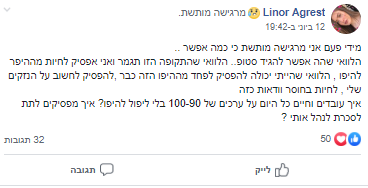 Linor Agrest 😢 מרגישה מותשת.
12 ביוני ב-19:42
מידי פעם אני מרגישה מותשת כי כמה אפשר ..
הלוואי שהה אפשר להגיד סטופ.. הלוואי שהתקופה הזו תגמר ואני אפסיק לחיות מההיפר
להיפו , הלוואי שהייתי יכולה להפסיק לפחד מההיפו הזה כבר ,להפסיק לחשוב על הנזקים
שלי , לחיות בחוסר וודאות כזה
איך עובדים וחיים כל היום על ערכים של 100-90 בלי ליפול להיפו? איך מפסיקים לתת
לסכרת לנהל אותי ?
50
32 תגובות
לייק
תגובה